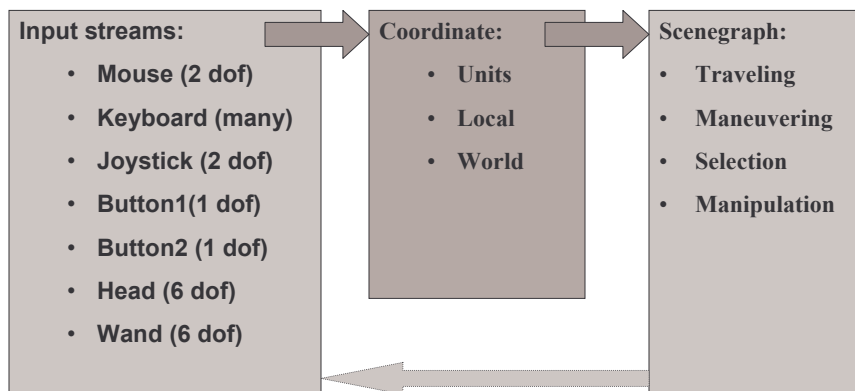 Input streams:
• Mouse (2 dof)
• Keyboard (many)
• Joystick (2 dof)
• Button1(1 dof)
• Button2 (1 dof)
• Head (6 dof)
• Wand (6 dof)
Coordinate:
• Units
• Local
• World
Scenegraph:
• Traveling
• Maneuvering
• Selection
• Manipulation